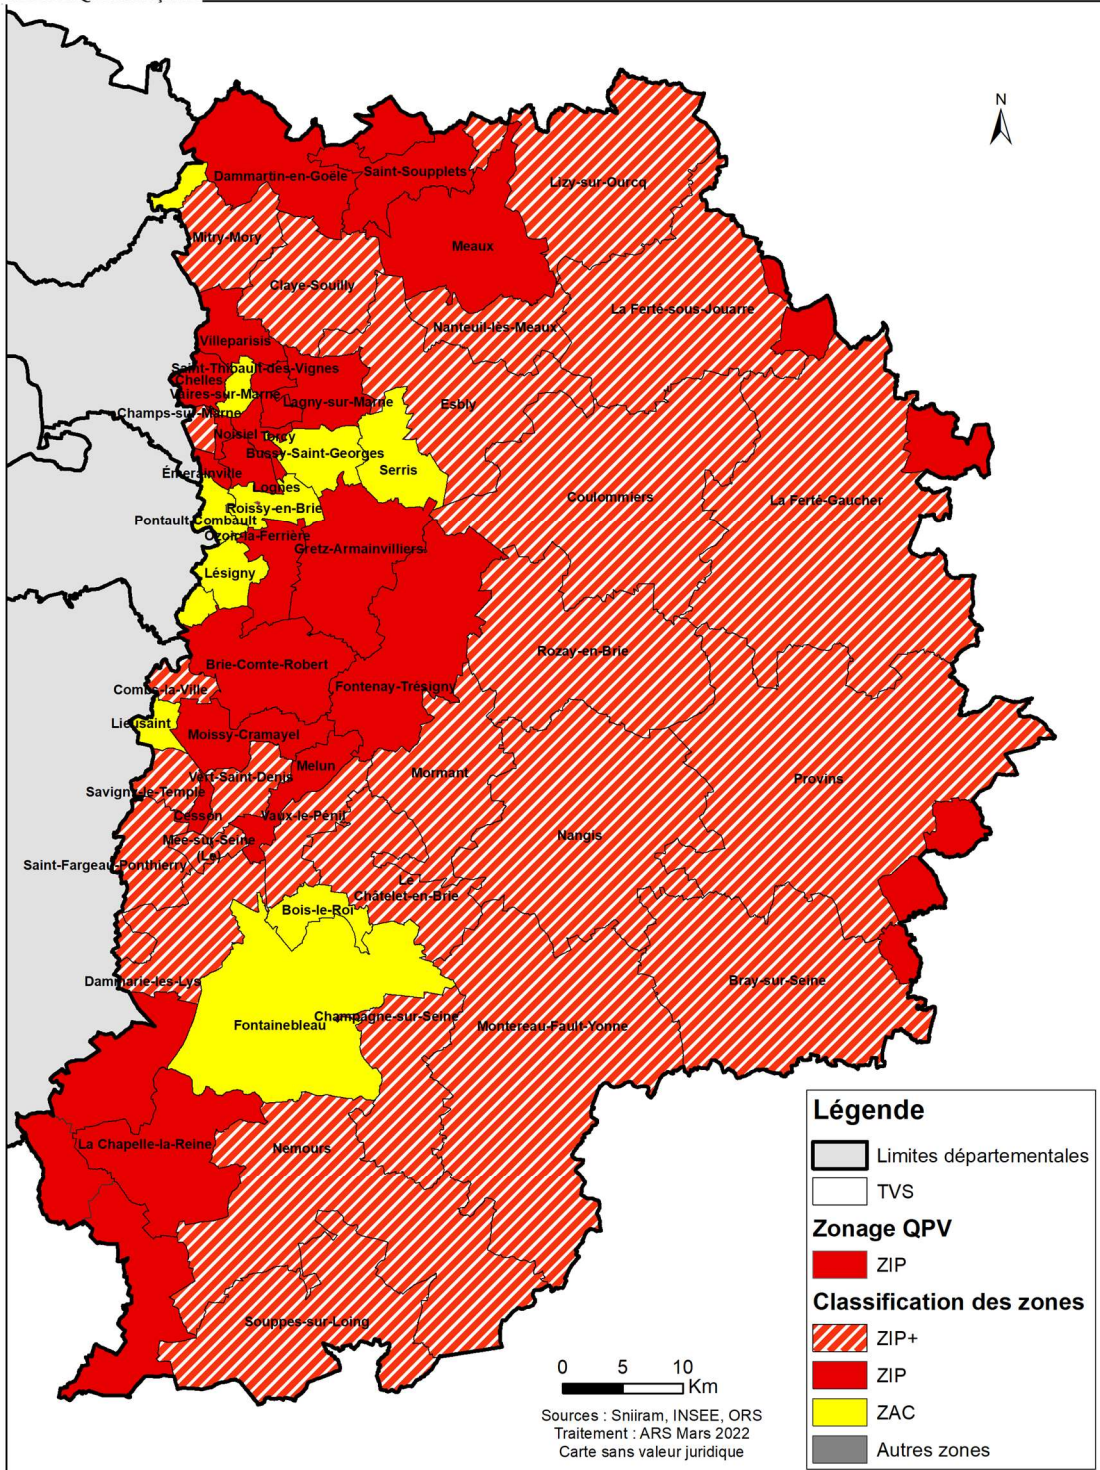 N
Dammartin-en-Goële
Saint-Soupplets
Lizy-sur-Ourcq
Mitry-Mory
Meaux
Claye-Souilly
La Ferté-sous-Jouarre
Nanteuil-lès-Meaux
Villeparisis
Saint-Thibault-des-Vignes
Chelles
Vaires-sur-Marne
Lagny-sur-Marne
Esbly
Champs-sur-Marne
Noisiel
Torcy
Bussy-Saint-Georges
Serris
Émerainville
Lognes
Coulommiers
La Ferté-Gaucher
Roissy-en-Brie
Pontault-Combault
Ozoir-la-Ferrière
Gretz-Armainvilliers
Lésigny
Rozay-en-Brie
Brie-Comte-Robert
Combs-la-Ville
Fontenay-Trésigny
Lieusaint
Moissy-Cramayel
Melun
Mormant
Vert-Saint-Denis
Provins
Savigny-le-Temple
Cesson
Vaux-le-Pénil
Nangis
Mée-sur-Seine
(Le)
Saint-Fargeau-Ponthierry
Le
Châtelet-en-Brie
Bois-le-Roi
Dammarie-les-Lys
Bray-sur-Seine
Champagne-sur-Seine
Fontainebleau
Montereau-Fault-Yonne
La Chapelle-la-Reine
Nemours
Souppes-sur-Loing
Légende
Limites départementales
TVS
Zonage QPV
ZIP
Classification des zones
ZIP+
ZIP
ZAC
Autres zones
0 5 10
Km
Sources : Sniiram, INSEE, ORS
Traitement : ARS Mars 2022
Carte sans valeur juridique